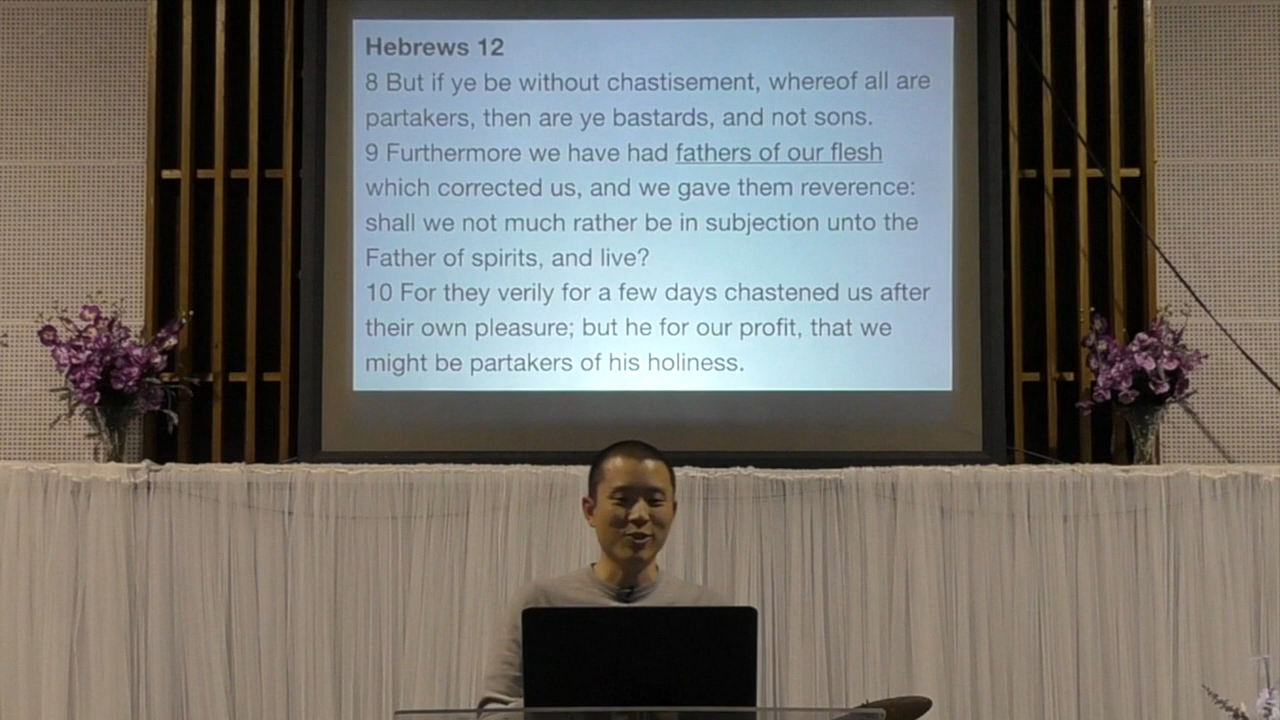 Hebrews 12
8 But if ye be without chastisement, whereof all are
partakers, then are ye bastards, and not sons.
9 Furthermore we have had fathers of our flesh
which corrected us, and we gave them reverence:
shall we not much rather be in subjection unto the
Father of spirits, and live?
10 For they verily for a few days chastened us after
their own pleasure; but he for our profit, that we
might be partakers of his holiness.